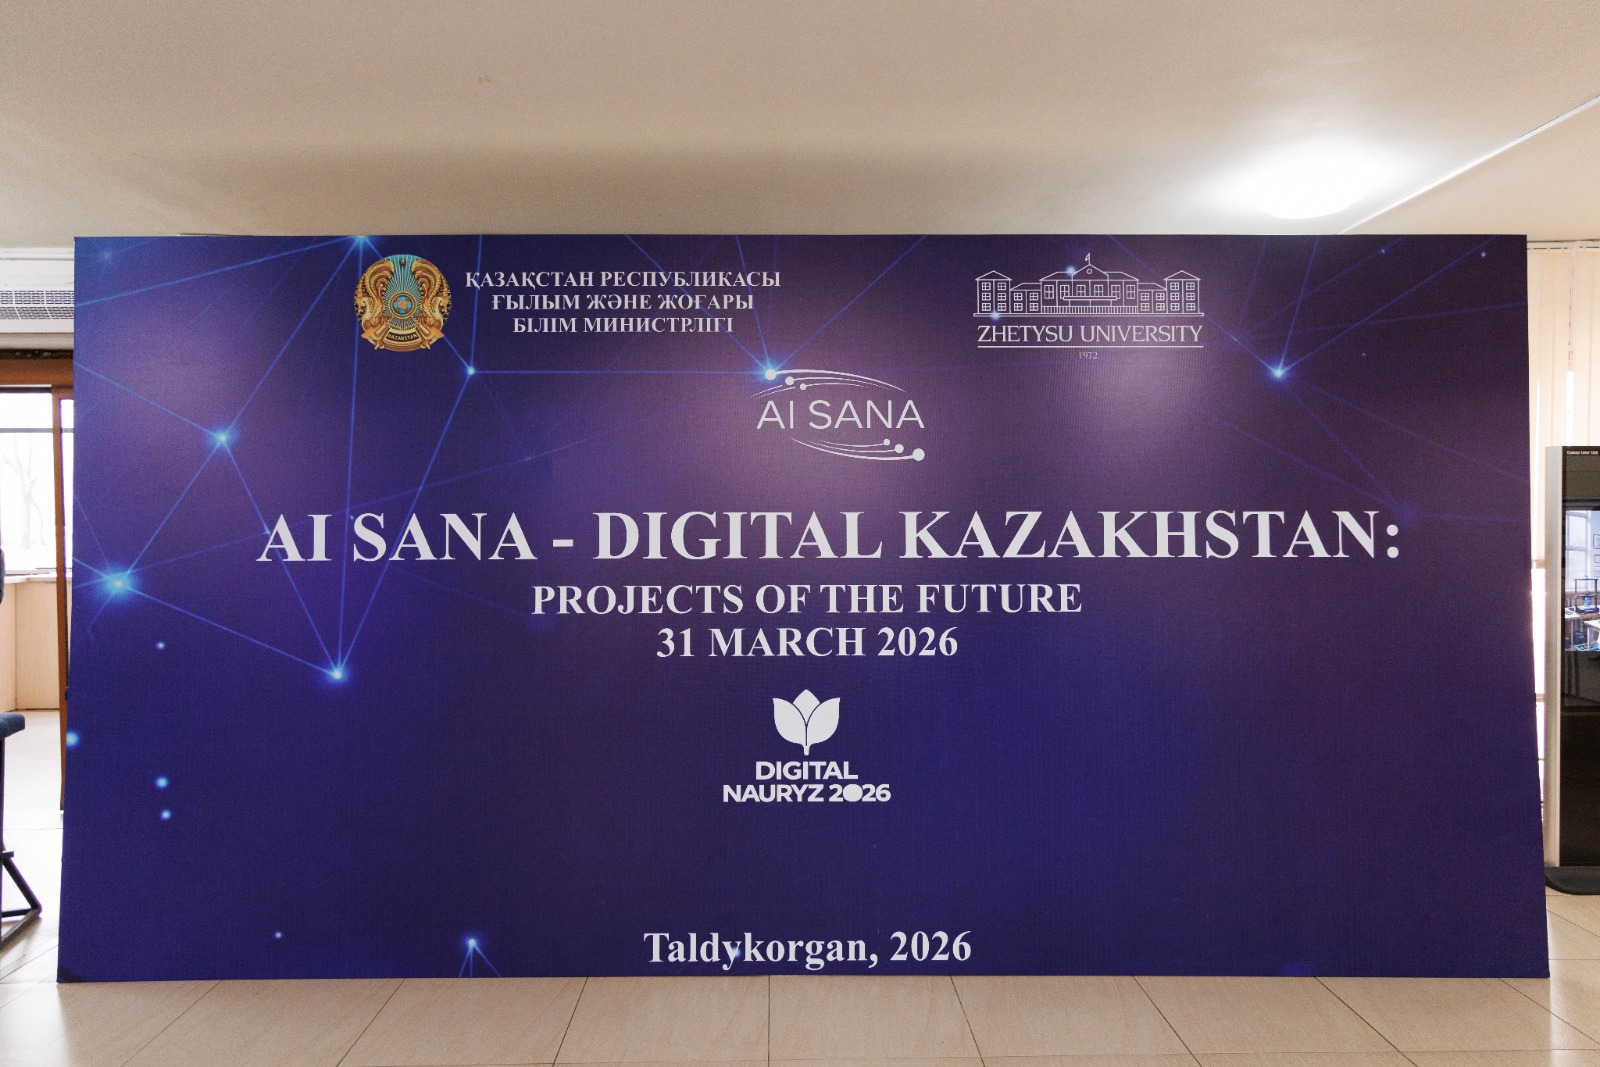 ҚАЗАҚСТАН РЕСПУБЛИКАСЫ
ҒЫЛЫМ ЖӘНЕ ЖОҒАРЫ
БІЛІМ МИНИСТРЛІГІ
ZHETYSU UNIVERSITY
1972
AI SANA
AI SANA - DIGITAL KAZAKHSTAN:
PROJECTS OF THE FUTURE
31 MARCH 2026
DIGITAL
NAURYZ 2026
Taldykorgan, 2026